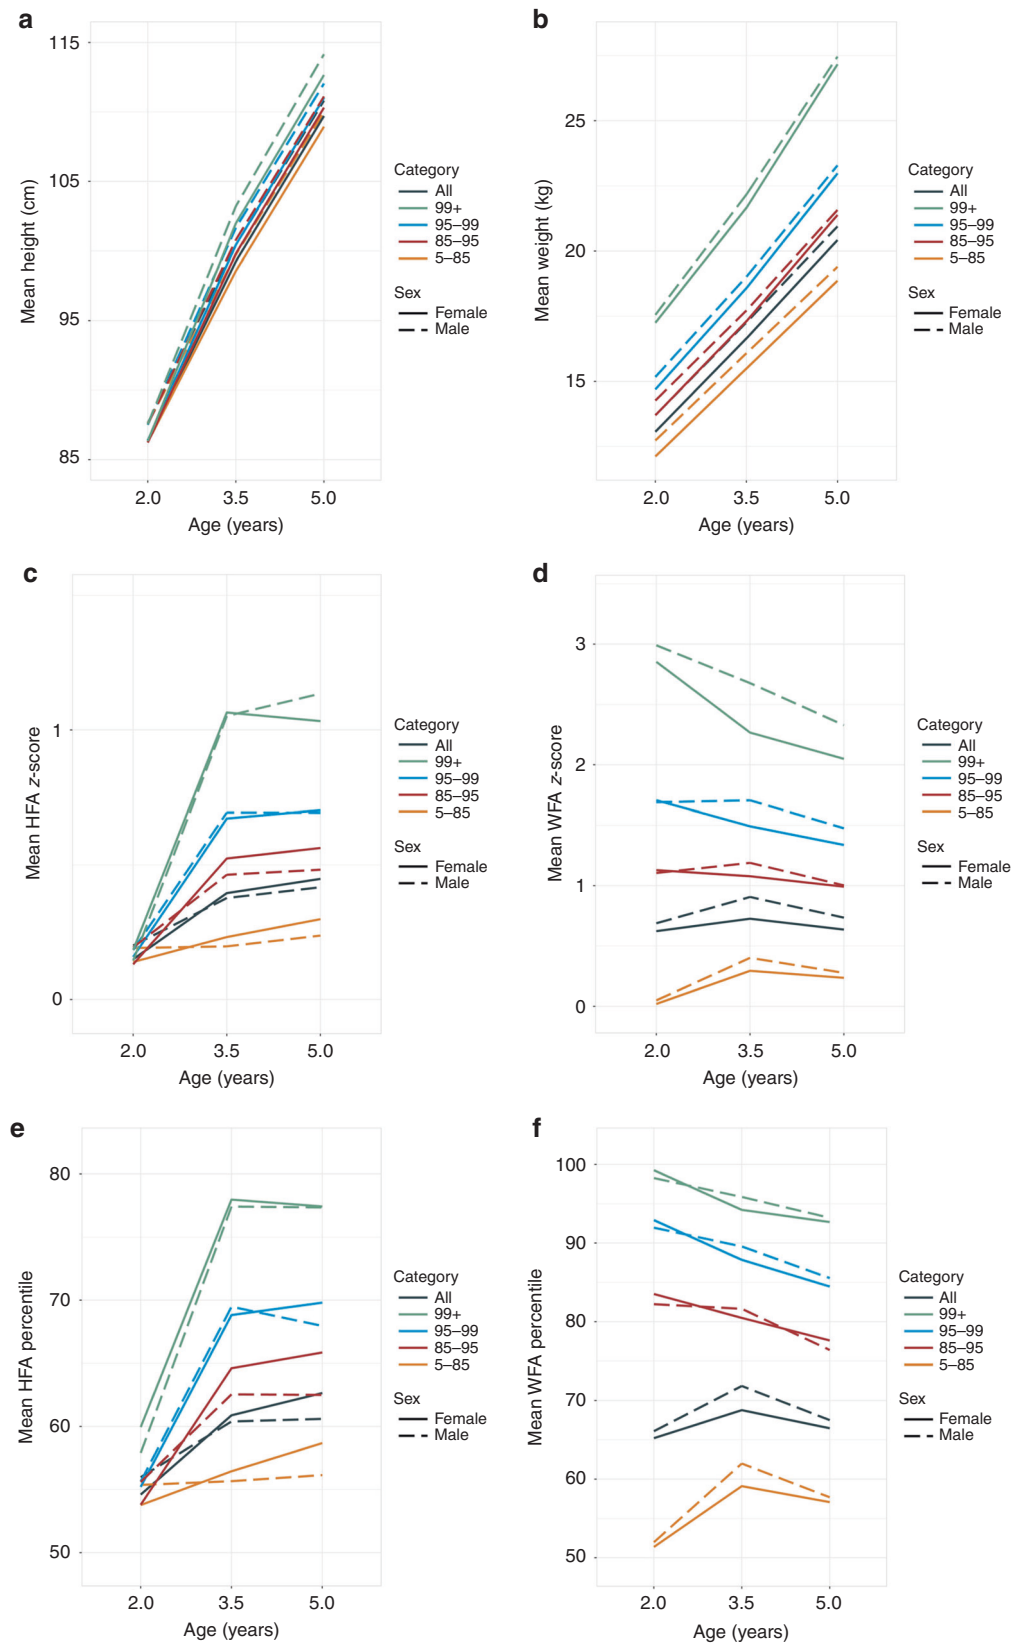 a
115
105
95
85
Mean height (cm)
2.0 3.5 5.0
Age (years)
Category
All
99+
95–99
85–95
5–85
Sex
Female
Male
b
25
20
15
Mean weight (kg)
2.0 3.5 5.0
Age (years)
Category
All
99+
95–99
85–95
5–85
Sex
Female
Male
c
1
0
Mean HFA z-score
2.0 3.5 5.0
Age (years)
Category
All
99+
95–99
85–95
5–85
Sex
Female
Male
d
3
2
1
0
Mean WFA z-score
2.0 3.5 5.0
Age (years)
Category
All
99+
95–99
85–95
5–85
Sex
Female
Male
e
80
70
60
50
Mean HFA percentile
2.0 3.5 5.0
Age (years)
Category
All
99+
95–99
85–95
5–85
Sex
Female
Male
f
100
90
80
70
60
50
Mean WFA percentile
2.0 3.5 5.0
Age (years)
Category
All
99+
95–99
85–95
5–85
Sex
Female
Male